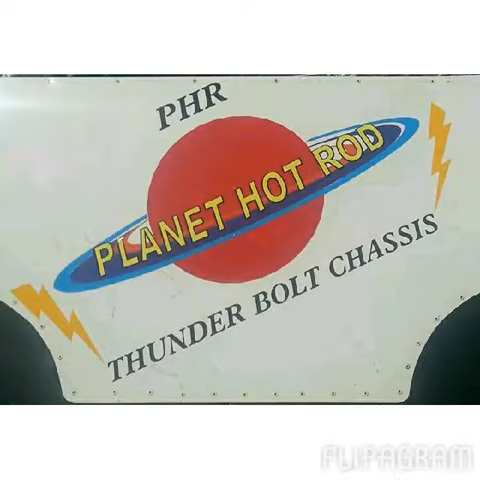 PHR
PLANET HOT ROD
THUNDER BOLT CHASSIS
FLIPAGRAM